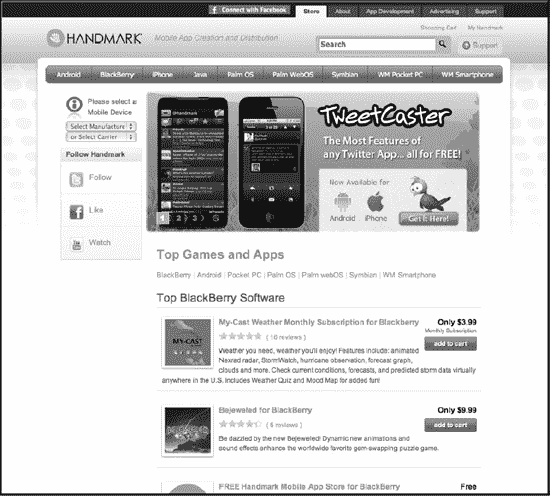 Connect with Facebook
Store
About
App Development
Advertising
Support
Shopping Cart
My Handmark
HANDMARK
Mobile App Creation and Distribution
Search
Support
Android
BlackBerry
iPhone
Java
Palm OS
Palm WebOS
Symbian
WM Pocket PC
WM Smartphone
Please select a
Mobile Device
Select Manufacture
or Select Carrier
Follow Handmark
Follow
Like
Watch
TweetCaster
The Most Features of
any Twitter App... all for FREE!
Now Available for
Android
iPhone
Get It Here!
1 2 3 4 5
Top Games and Apps
BlackBerry | Android | Pocket PC | Palm OS | Palm webOS | Symbian | WM Smartphone
Top BlackBerry Software
MY-CAST
My-Cast Weather Monthly Subscription for Blackberry
( 10 reviews )
Only $3.99
Monthly Subscription
add to cart
Weather you need, weather you'll enjoy! Features include: animated
Nexrad radar, StormWatch, hurricane observation, forecast graph,
clouds and more. Check current conditions, forecasts, and predicted storm data virtually
anywhere in the U.S. Includes Weather Quiz and Mood Map for added fun!
Bejeweled for BlackBerry
( 6 reviews )
Only $9.99
add to cart
Be dazzled by the new Bejeweled! Dynamic new animations and
sound effects enhance the worldwide favorite gem-swapping puzzle game.
FREE Handmark Mobile App Store for BlackBerry
Free